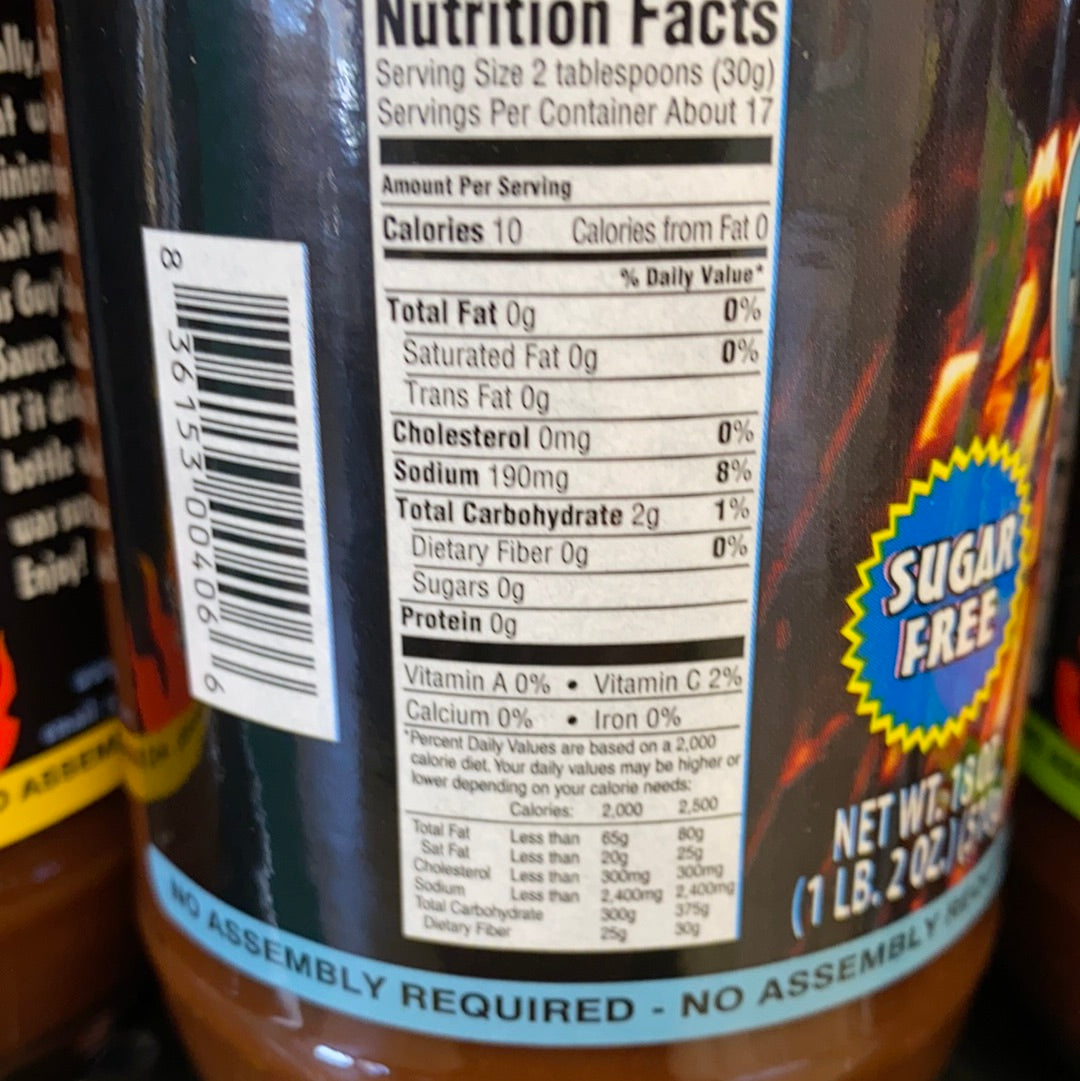 Nutrition Facts
Serving Size 2 tablespoons (30g)
Servings Per Container About 17
Amount Per Serving
Calories 10 Calories from Fat 0
% Daily Value*
Total Fat 0g 0%
Saturated Fat 0g 0%
Trans Fat 0g
Cholesterol 0mg 0%
Sodium 190mg 8%
Total Carbohydrate 2g 1%
Dietary Fiber 0g 0%
Sugars 0g
Protein 0g
Vitamin A 0% • Vitamin C 2%
Calcium 0% • Iron 0%
*Percent Daily Values are based on a 2,000
calorie diet. Your daily values may be higher or
lower depending on your calorie needs:
Calories: 2,000 2,500
Total Fat Less than 65g 80g
Sat Fat Less than 20g 25g
Cholesterol Less than 300mg 300mg
Sodium Less than 2,400mg 2,400mg
Total Carbohydrate 300g 375g
Dietary Fiber 25g 30g
8 36153 00406 6
SUGAR
FREE
NET WT. 18 OZ.
(1 LB. 2 OZ.)
NO ASSEMBLY REQUIRED - NO ASSEMBLY
Sauce.
bottle
Enjoy!